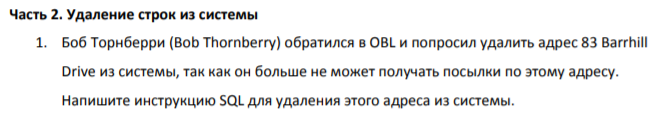 Часть 2. Удаление строк из системы
1. Боб Торнберри (Bob Thornberry) обратился в OBL и попросил удалить адрес 83 Barrhill
Drive из системы, так как он больше не может получать посылки по этому адресу.
Напишите инструкцию SQL для удаления этого адреса из системы.